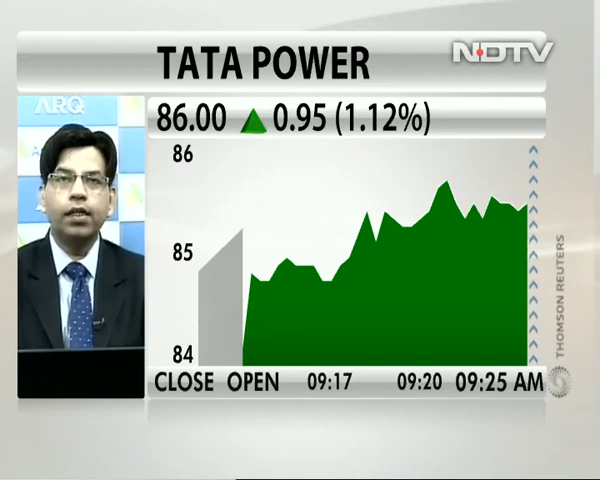 TATA POWER
NDTV
ARQ
86.00 ▲ 0.95 (1.12%)
86
85
84
CLOSE OPEN 09:17 09:20 09:25 AM
THOMSON REUTERS